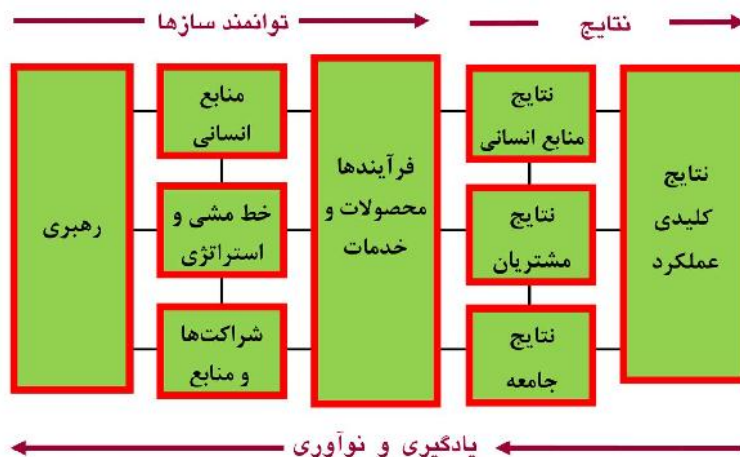 توانمند سازها
نتایج
رهبری
منابع
انسانی
خط مشی و
استراتژی
شراکت‌ها
و منابع
فرآیندها
محصولات و
خدمات
نتایج
منابع انسانی
نتایج
مشتریان
نتایج
جامعه
نتایج
کلیدی
عملکرد
یادگیری و نوآوری